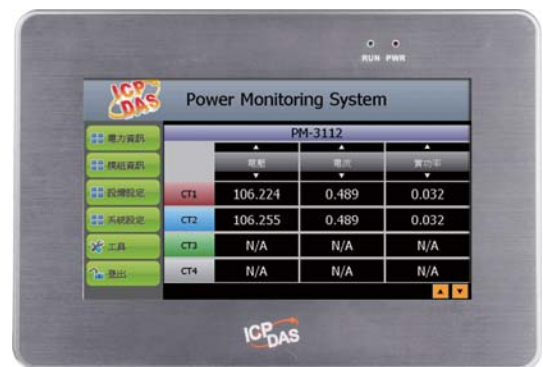 RUN PWR
ICP DAS
Power Monitoring System
PM-3112
電力資訊
模組資訊
設備設定
系統設定
工具
登出
電壓 電流 實功率
CT1 106.224 0.489 0.032
CT2 106.255 0.489 0.032
CT3 N/A N/A N/A
CT4 N/A N/A N/A
ICP DAS